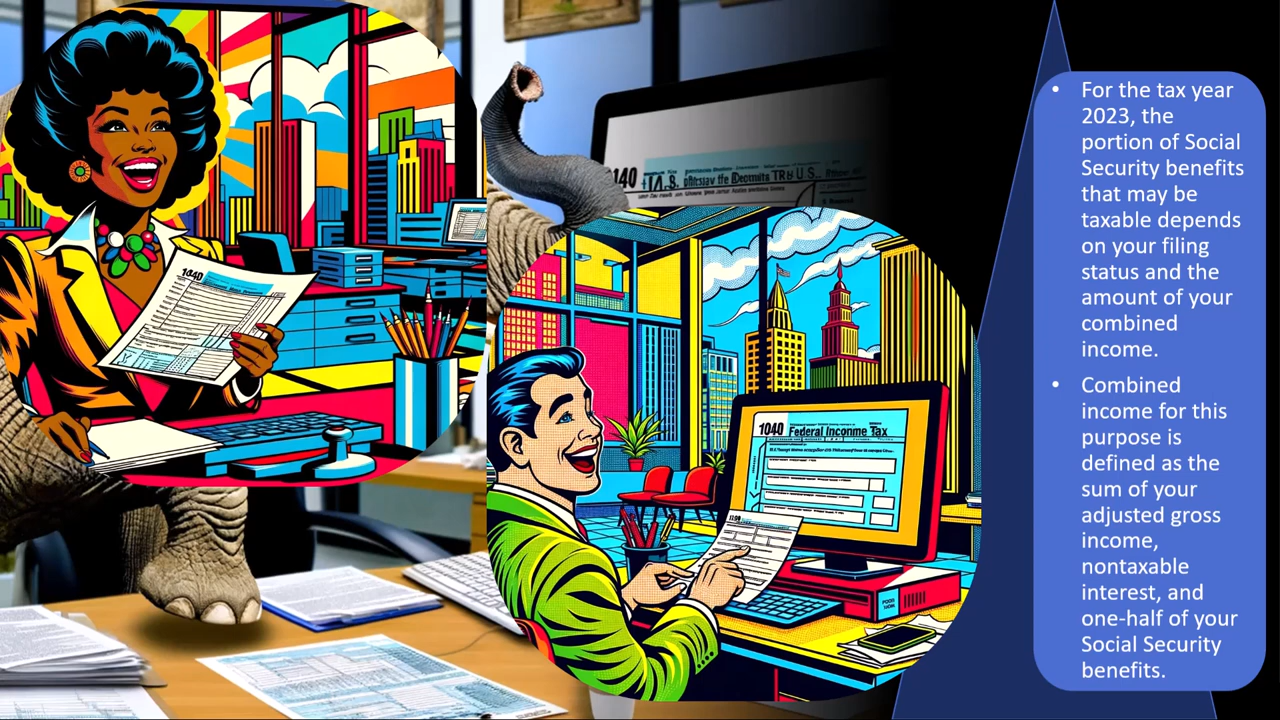 1040
1040
1040 Federal Income Tax
• For the tax year
2023, the
portion of Social
Security benefits
that may be
taxable depends
on your filing
status and the
amount of your
combined
income.
• Combined
income for this
purpose is
defined as the
sum of your
adjusted gross
income,
nontaxable
interest, and
one-half of your
Social Security
benefits.